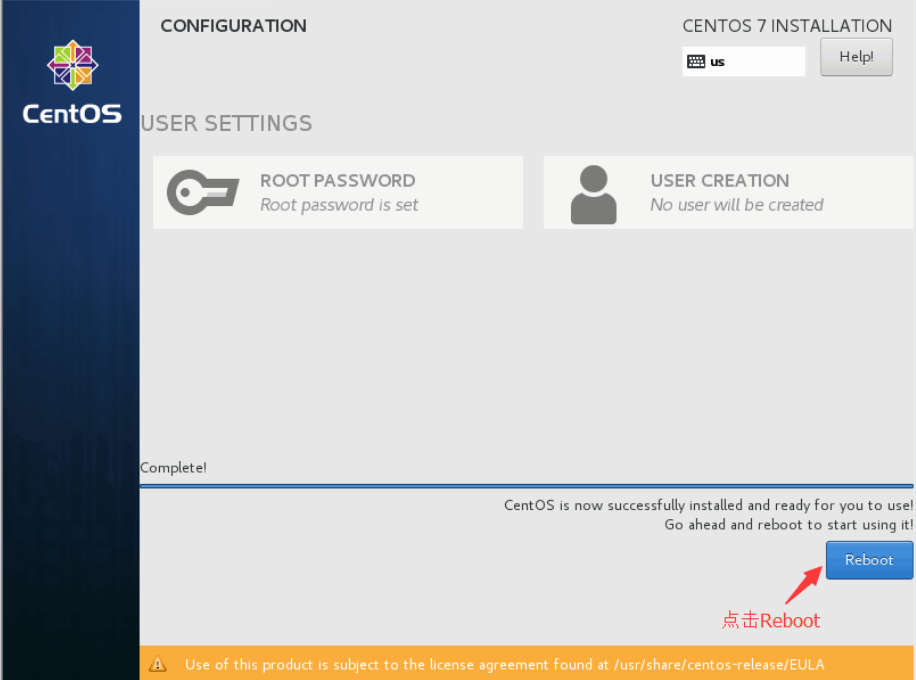 CONFIGURATION
CENTOS 7 INSTALLATION
us
Help!
CentOS
USER SETTINGS
ROOT PASSWORD
Root password is set
USER CREATION
No user will be created
Complete!
CentOS is now successfully installed and ready for you to use!
Go ahead and reboot to start using it!
Reboot
点击Reboot
Use of this product is subject to the license agreement found at /usr/share/centos-release/EULA